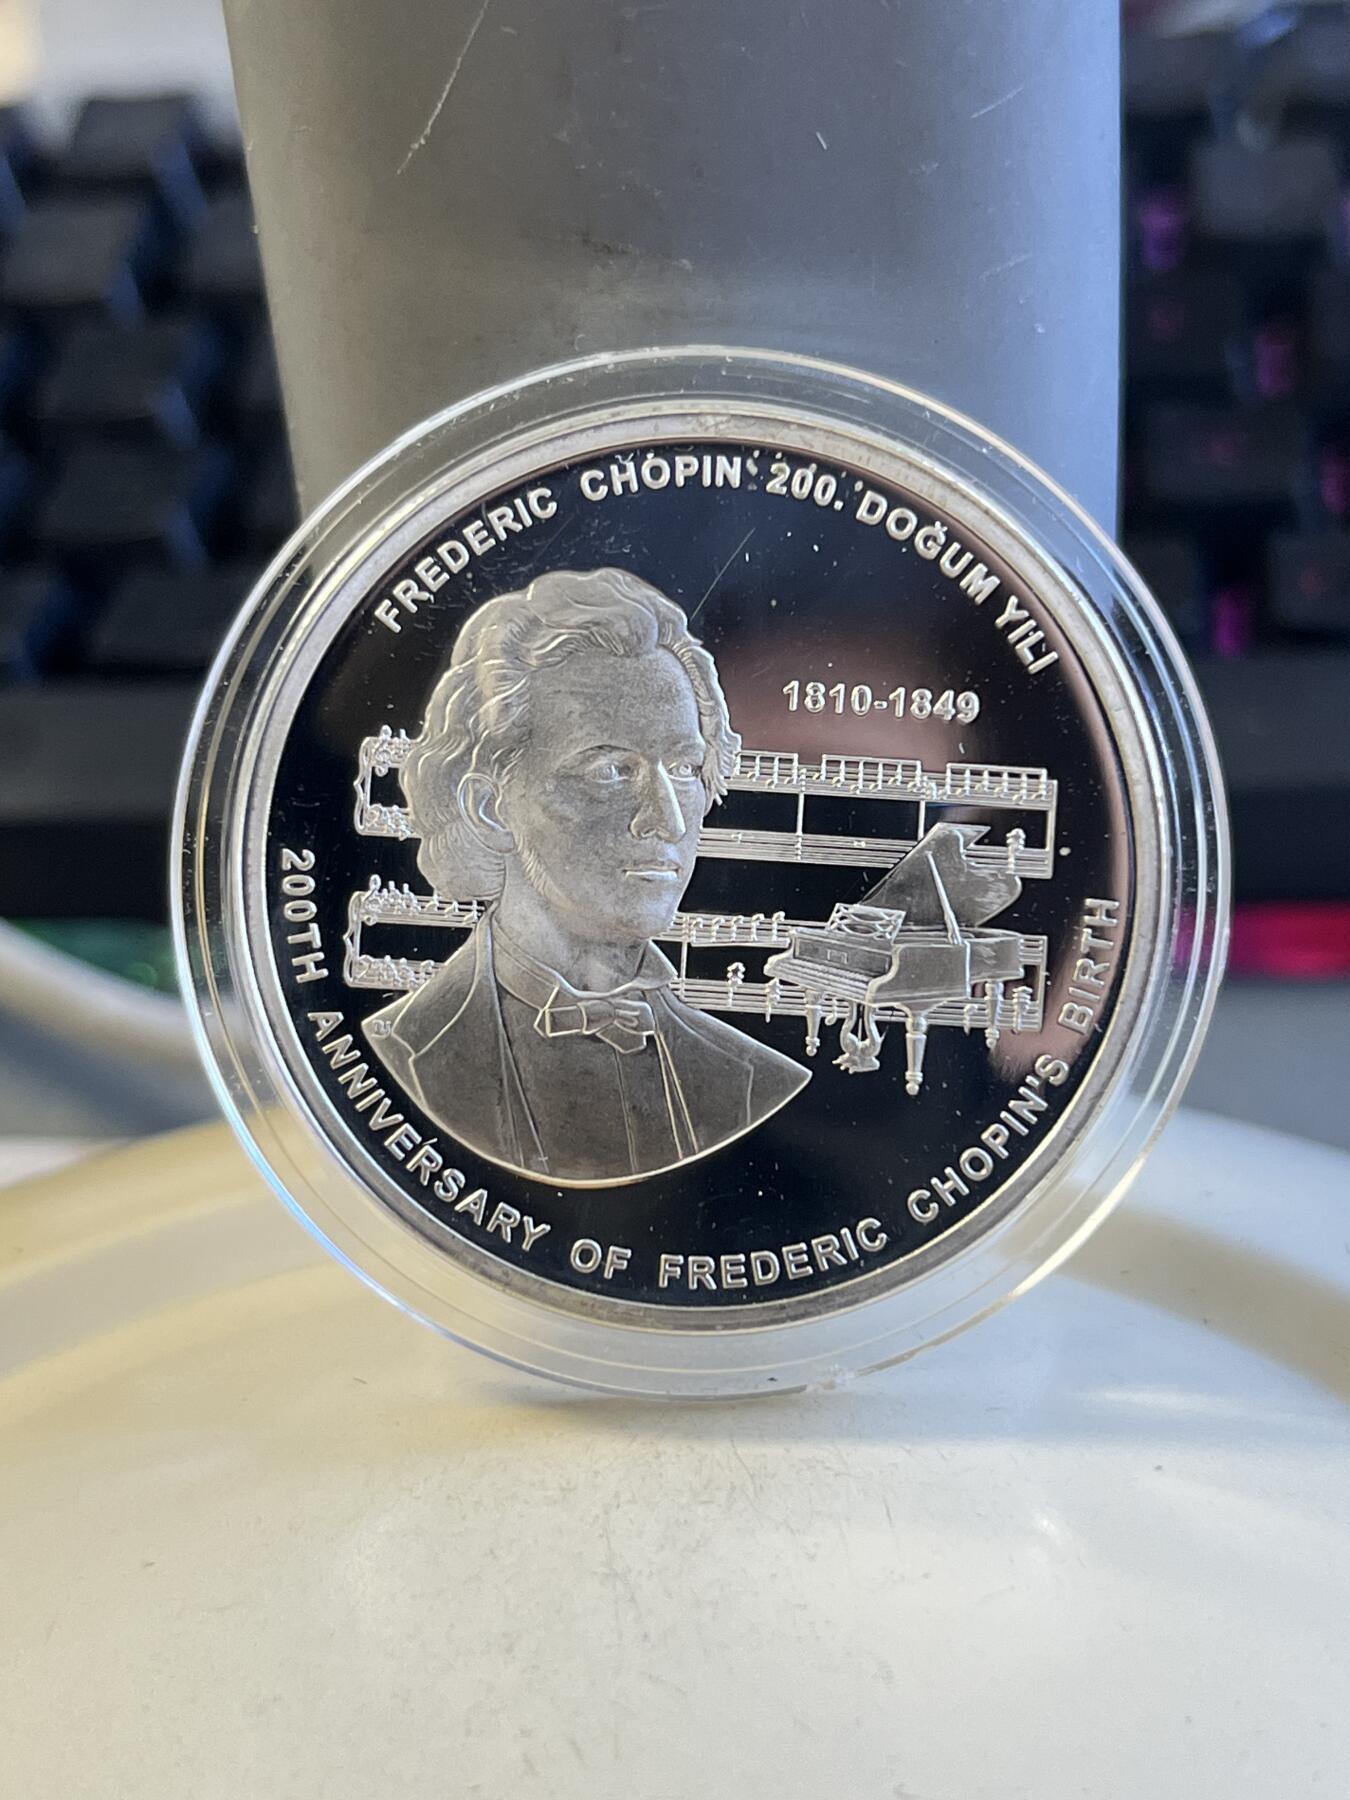 FREDERIC CHOPIN' 200. DOĞUM YILI
1810-1849
200TH ANNIVERSARY OF FREDERIC CHOPIN'S BIRTH